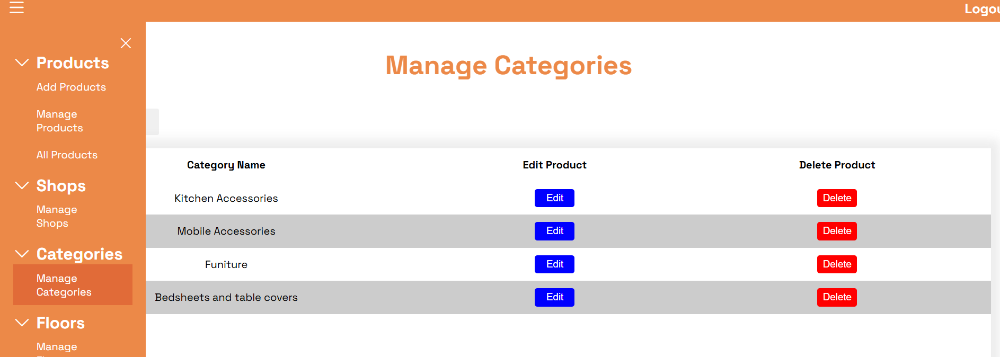 Logou
Products
Add Products
Manage
Products
All Products
Shops
Manage
Shops
Categories
Manage
Categories
Floors
Manage
Manage Categories
Category Name Edit Product Delete Product
Kitchen Accessories Edit Delete
Mobile Accessories Edit Delete
Funiture Edit Delete
Bedsheets and table covers Edit Delete